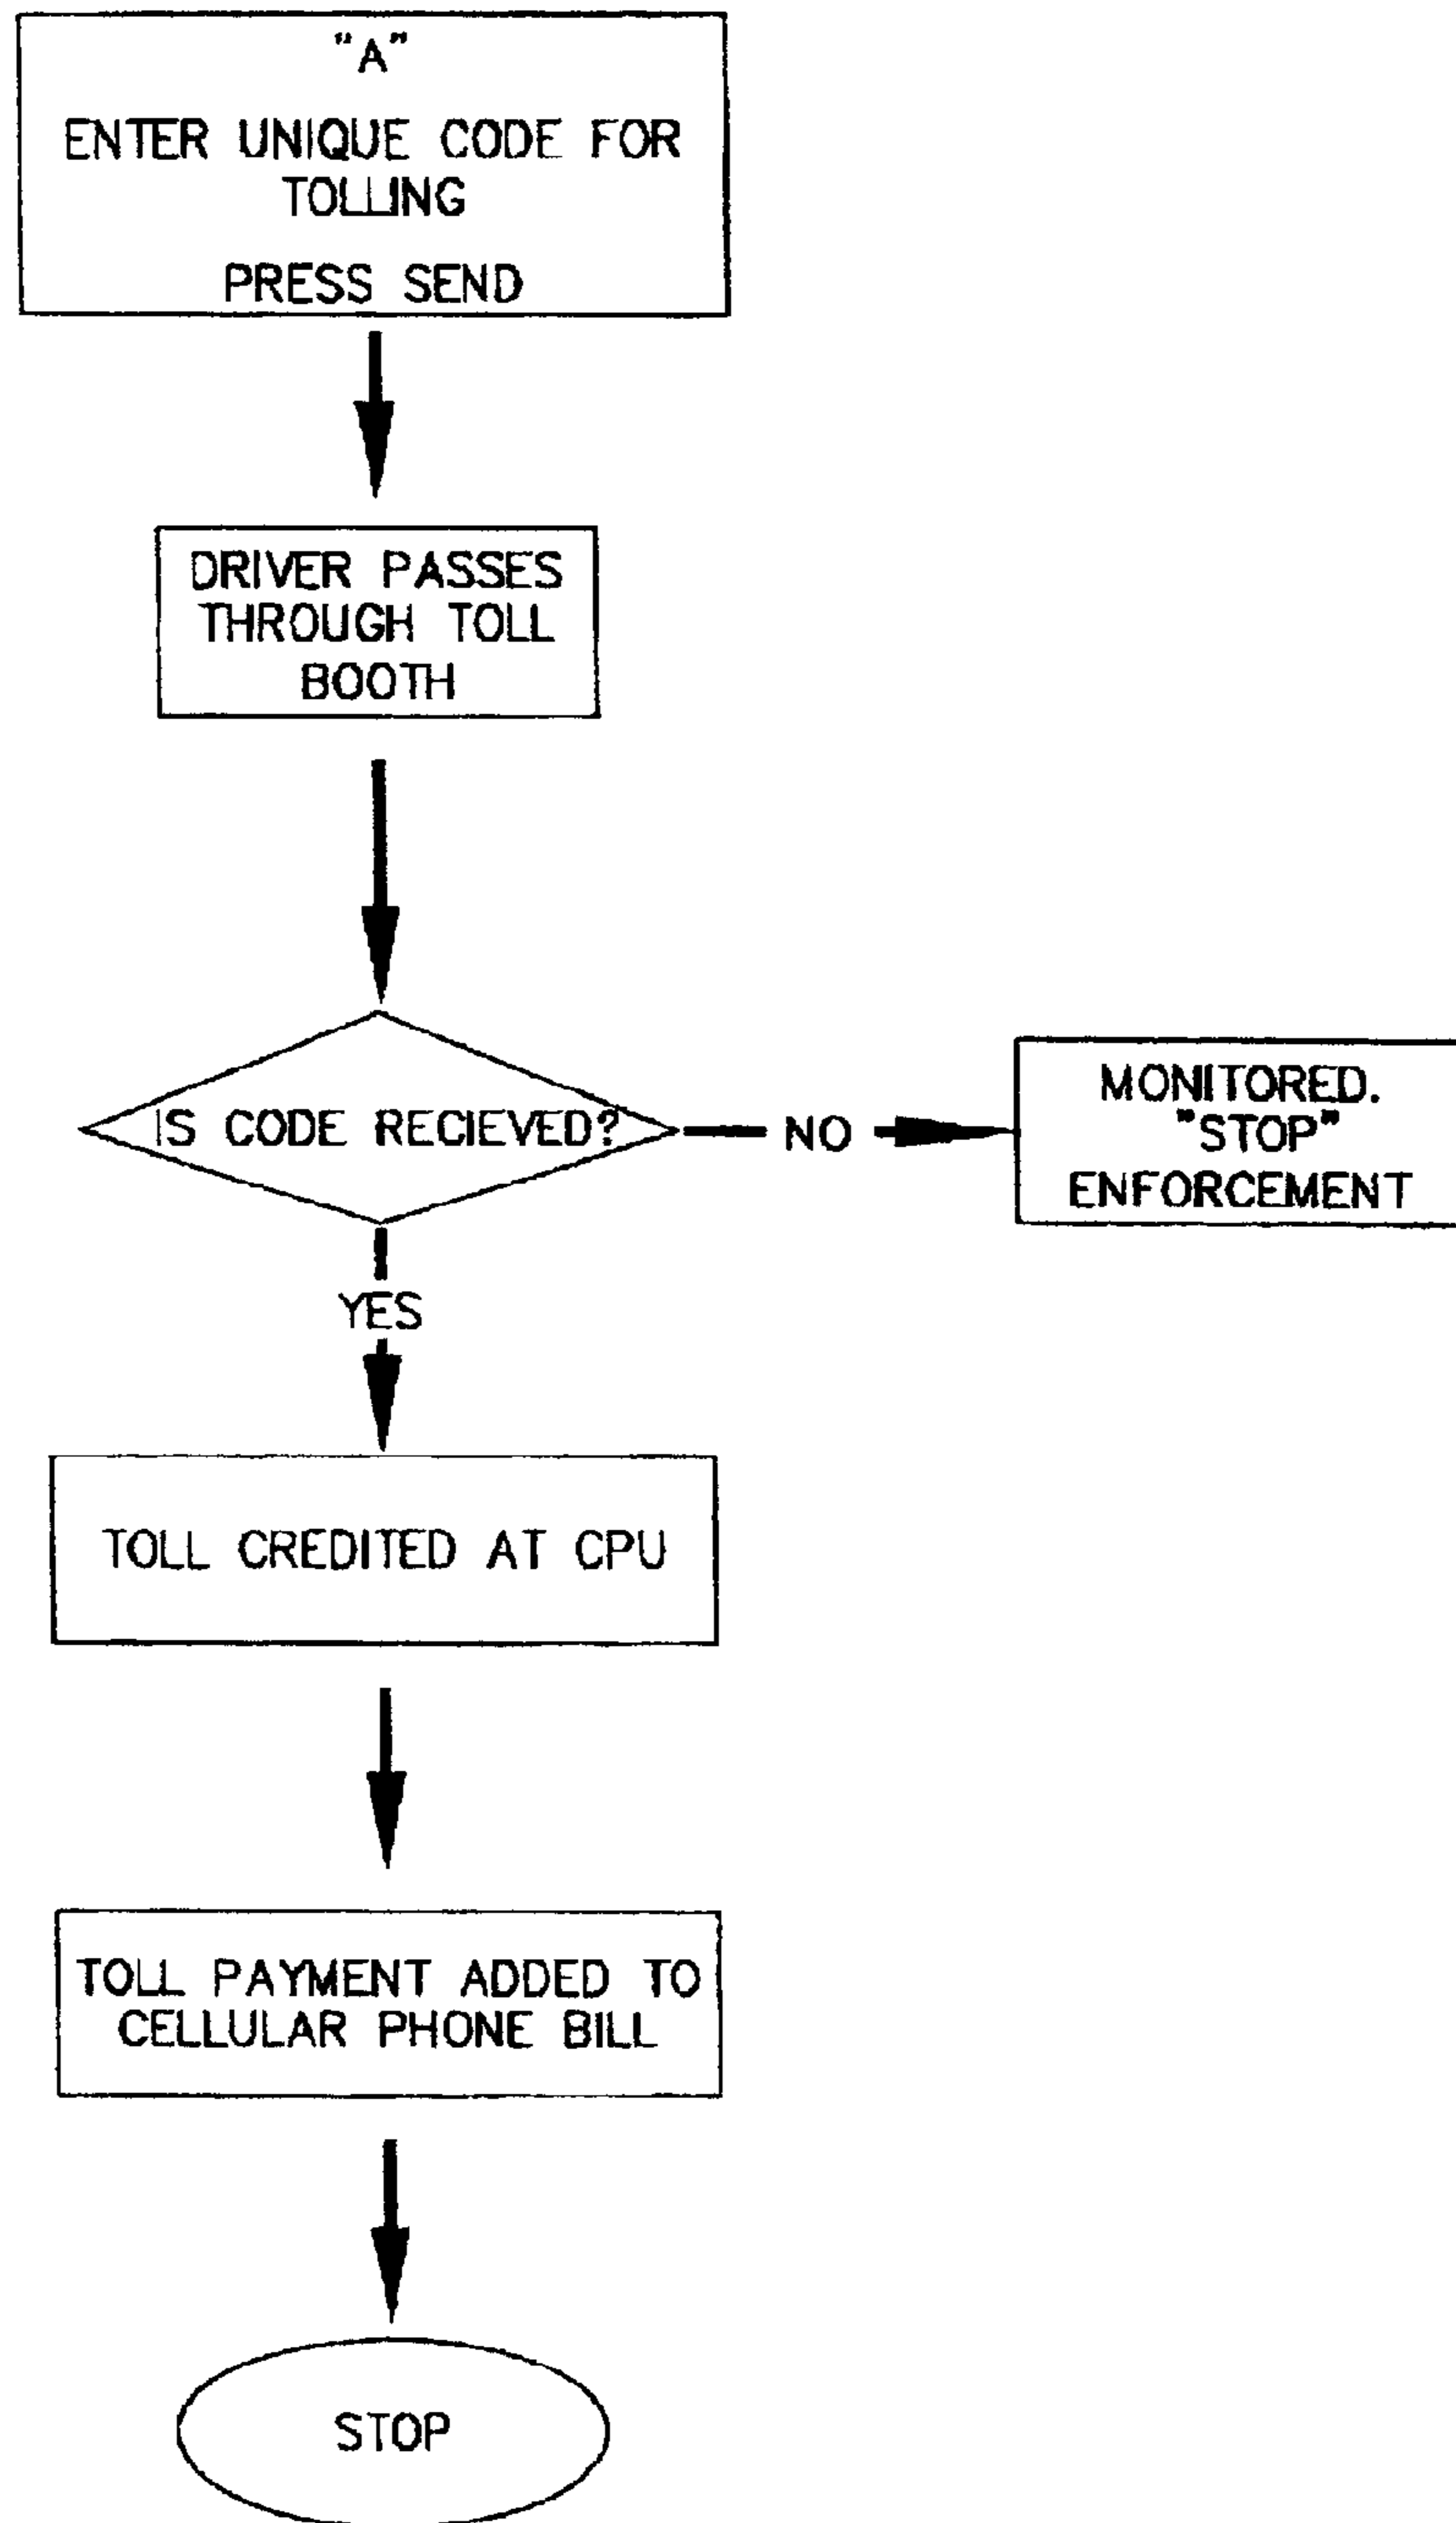 "A"
ENTER UNIQUE CODE FOR
TOLLING
PRESS SEND
DRIVER PASSES
THROUGH TOLL
BOOTH
IS CODE RECIEVED?
NO
MONITORED.
"STOP"
ENFORCEMENT
YES
TOLL CREDITED AT CPU
TOLL PAYMENT ADDED TO
CELLULAR PHONE BILL
STOP